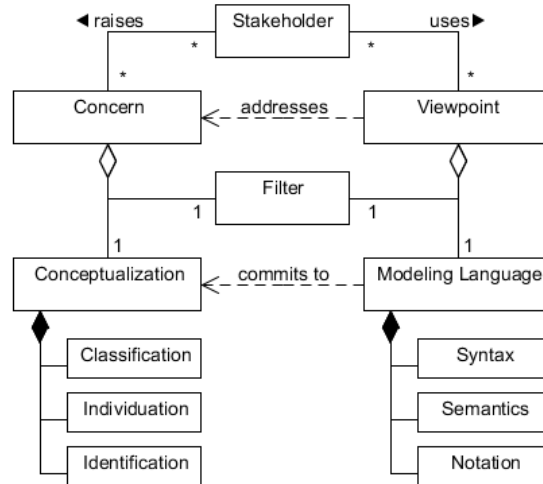 ◀ raises
Stakeholder
uses▶
*
*
*
*
Concern
addresses
Viewpoint
Filter
1
1
1
1
Conceptualization
commits to
Modeling Language
Classification
Syntax
Individuation
Semantics
Identification
Notation